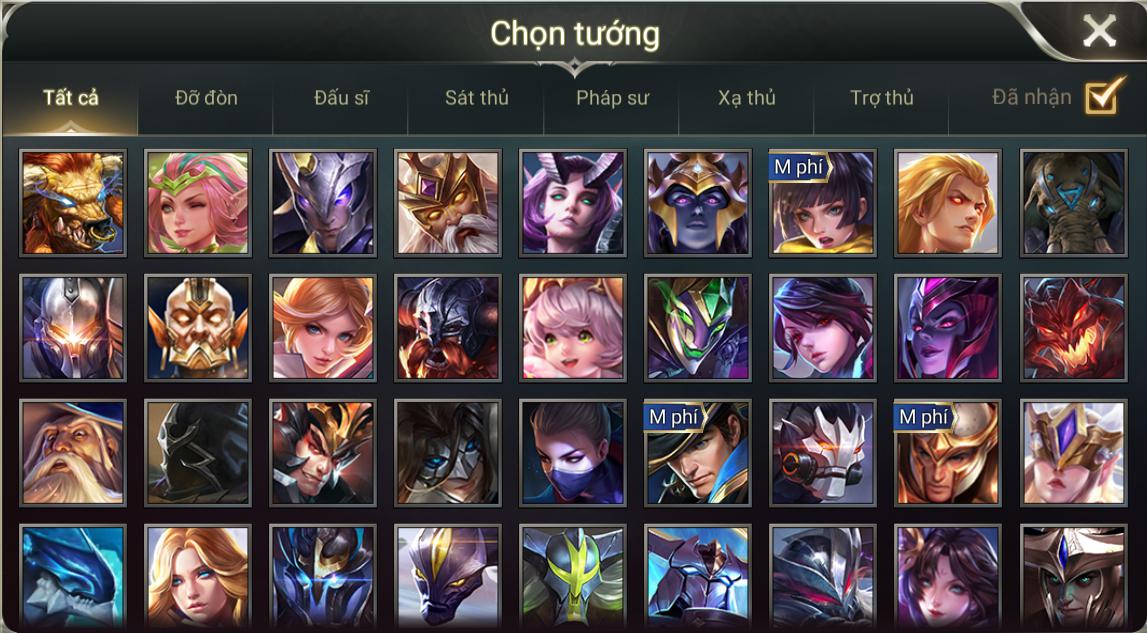 Chọn tướng
Tất cả
Đỡ đòn
Đấu sĩ
Sát thủ
Pháp sư
Xạ thủ
Trợ thủ
Đã nhận
M phí
M phí
M phí